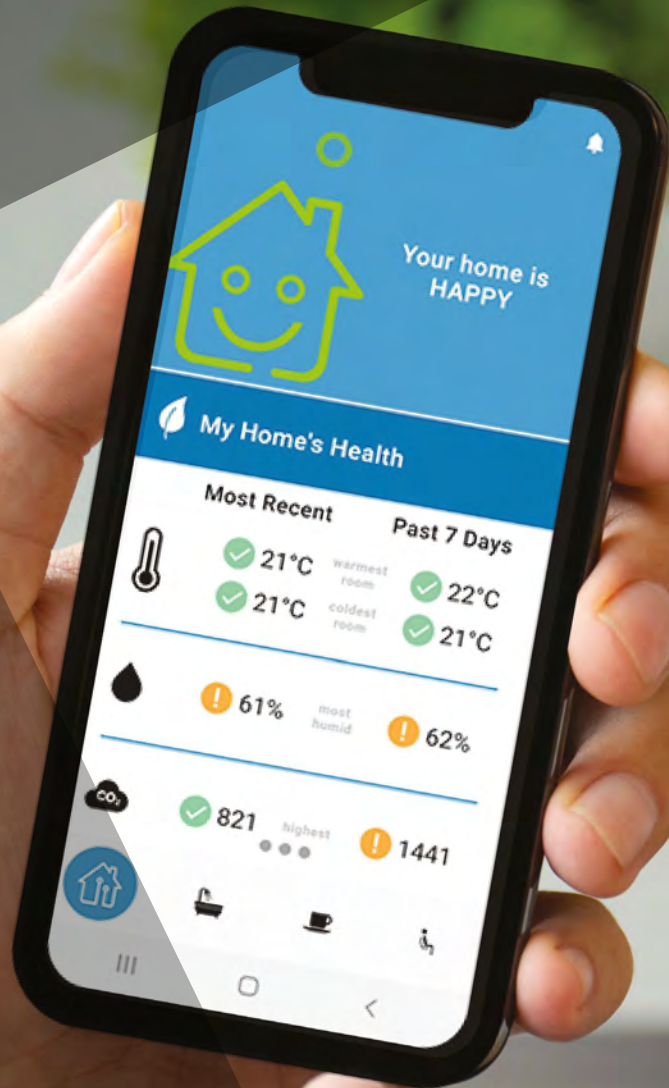 Your home is
HAPPY
My Home's Health
Most Recent
Past 7 Days
21°C warmest room 22°C
21°C coldest room 21°C
61% most humid 62%
CO₂ 821 highest 1441